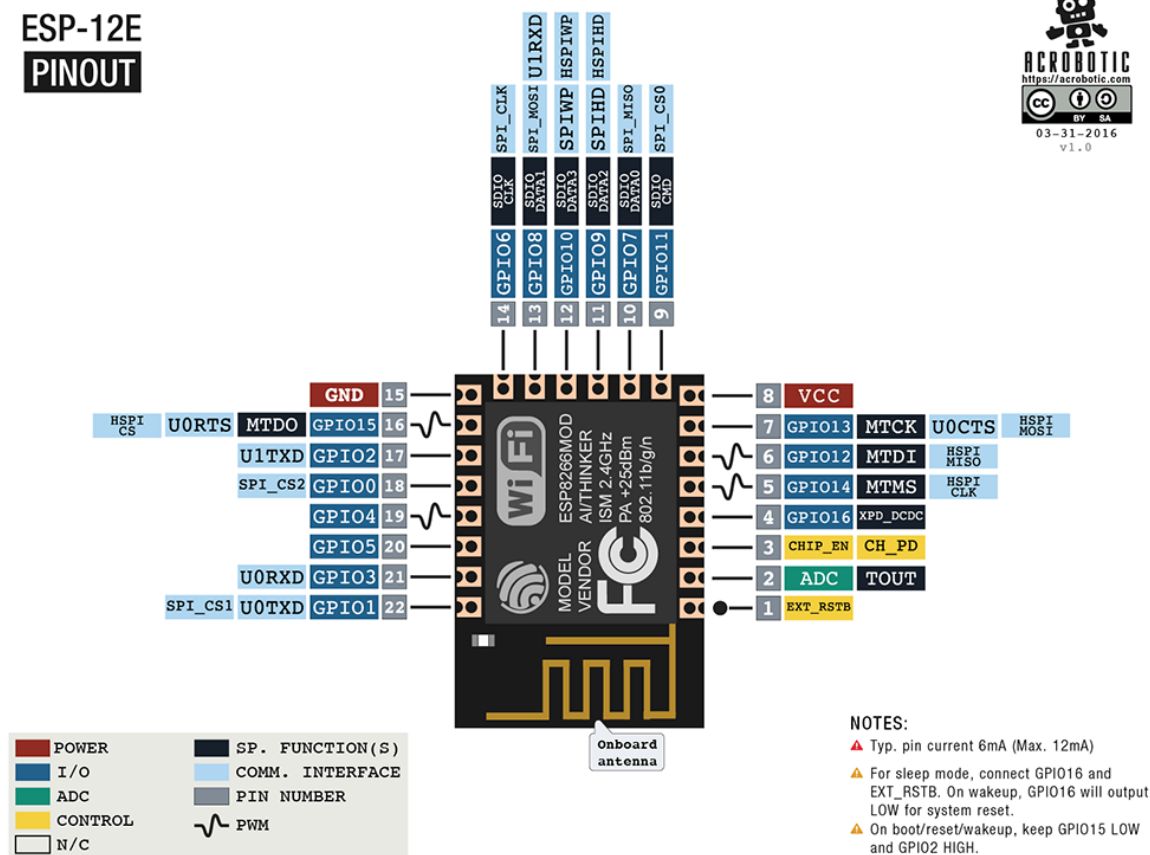 ESP-12E
PINOUT
ACROBOTIC
https://acrobotic.com
cc
BY SA
03-31-2016
v1.0
SPI_CLK
SDIO CLK
GPIO6
14
U1RXD
SPI_MOSI
SDIO DATA1
GPIO8
13
HSPIWP
SPIWP
SDIO DATA3
GPIO10
12
HSPIHD
SPIHD
SDIO DATA2
GPIO9
11
SPI_MISO
SDIO DATA0
GPIO7
10
SPI_CS0
SDIO CMD
GPIO11
9
GND 15
HSPI CS U0RTS MTDO GPIO15 16
U1TXD GPIO2 17
SPI_CS2 GPIO0 18
GPIO4 19
GPIO5 20
U0RXD GPIO3 21
SPI_CS1 U0TXD GPIO1 22
Wi Fi
ESP8266MOD
AI/THINKER
ISM 2.4GHz
PA +25dBm
802.11b/g/n
MODEL
VENDOR
FC
8 VCC
7 GPIO13 MTCK U0CTS HSPI MOSI
6 GPIO12 MTDI HSPI MISO
5 GPIO14 MTMS HSPI CLK
4 GPIO16 XPD_DCDC
3 CHIP_EN CH_PD
2 ADC TOUT
1 EXT_RSTB
Onboard
antenna
POWER
I/O
ADC
CONTROL
N/C
SP. FUNCTION(S)
COMM. INTERFACE
PIN NUMBER
PWM
NOTES:
Typ. pin current 6mA (Max. 12mA)
For sleep mode, connect GPIO16 and
EXT_RSTB. On wakeup, GPIO16 will output
LOW for system reset.
On boot/reset/wakeup, keep GPIO15 LOW
and GPIO2 HIGH.